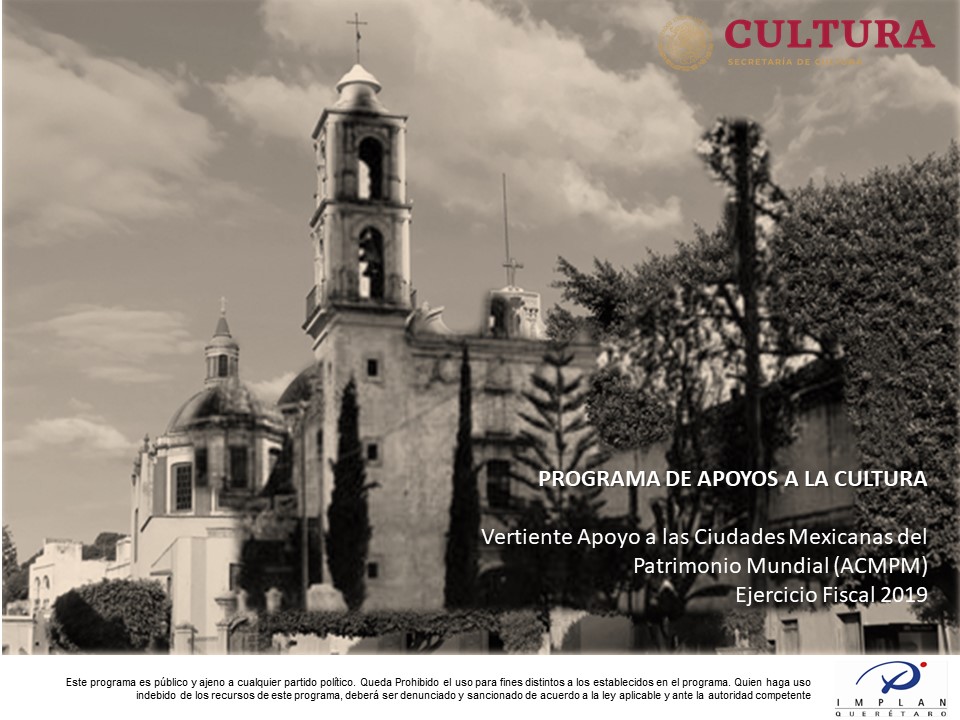 CULTURA
SECRETARÍA DE CULTURA
PROGRAMA DE APOYOS A LA CULTURA
Vertiente Apoyo a las Ciudades Mexicanas del
Patrimonio Mundial (ACMPM)
Ejercicio Fiscal 2019
Este programa es público y ajeno a cualquier partido político. Queda Prohibido el uso para fines distintos a los establecidos en el programa. Quien haga uso
indebido de los recursos de este programa, deberá ser denunciado y sancionado de acuerdo a la ley aplicable y ante la autoridad competente
IMPLAN
QUERÉTARO